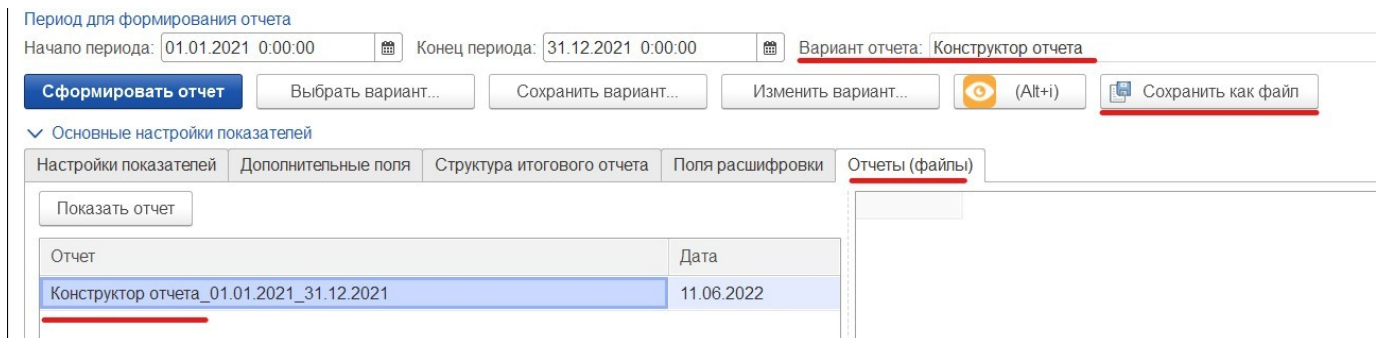 Период для формирования отчета
Начало периода: 01.01.2021 0:00:00 Конец периода: 31.12.2021 0:00:00 Вариант отчета: Конструктор отчета
Сформировать отчет Выбрать вариант... Сохранить вариант... Изменить вариант... (Alt+i) Сохранить как файл
Основные настройки показателей
Настройки показателей Дополнительные поля Структура итогового отчета Поля расшифровки Отчеты (файлы)
Показать отчет
Отчет Дата
Конструктор отчета_01.01.2021_31.12.2021 11.06.2022